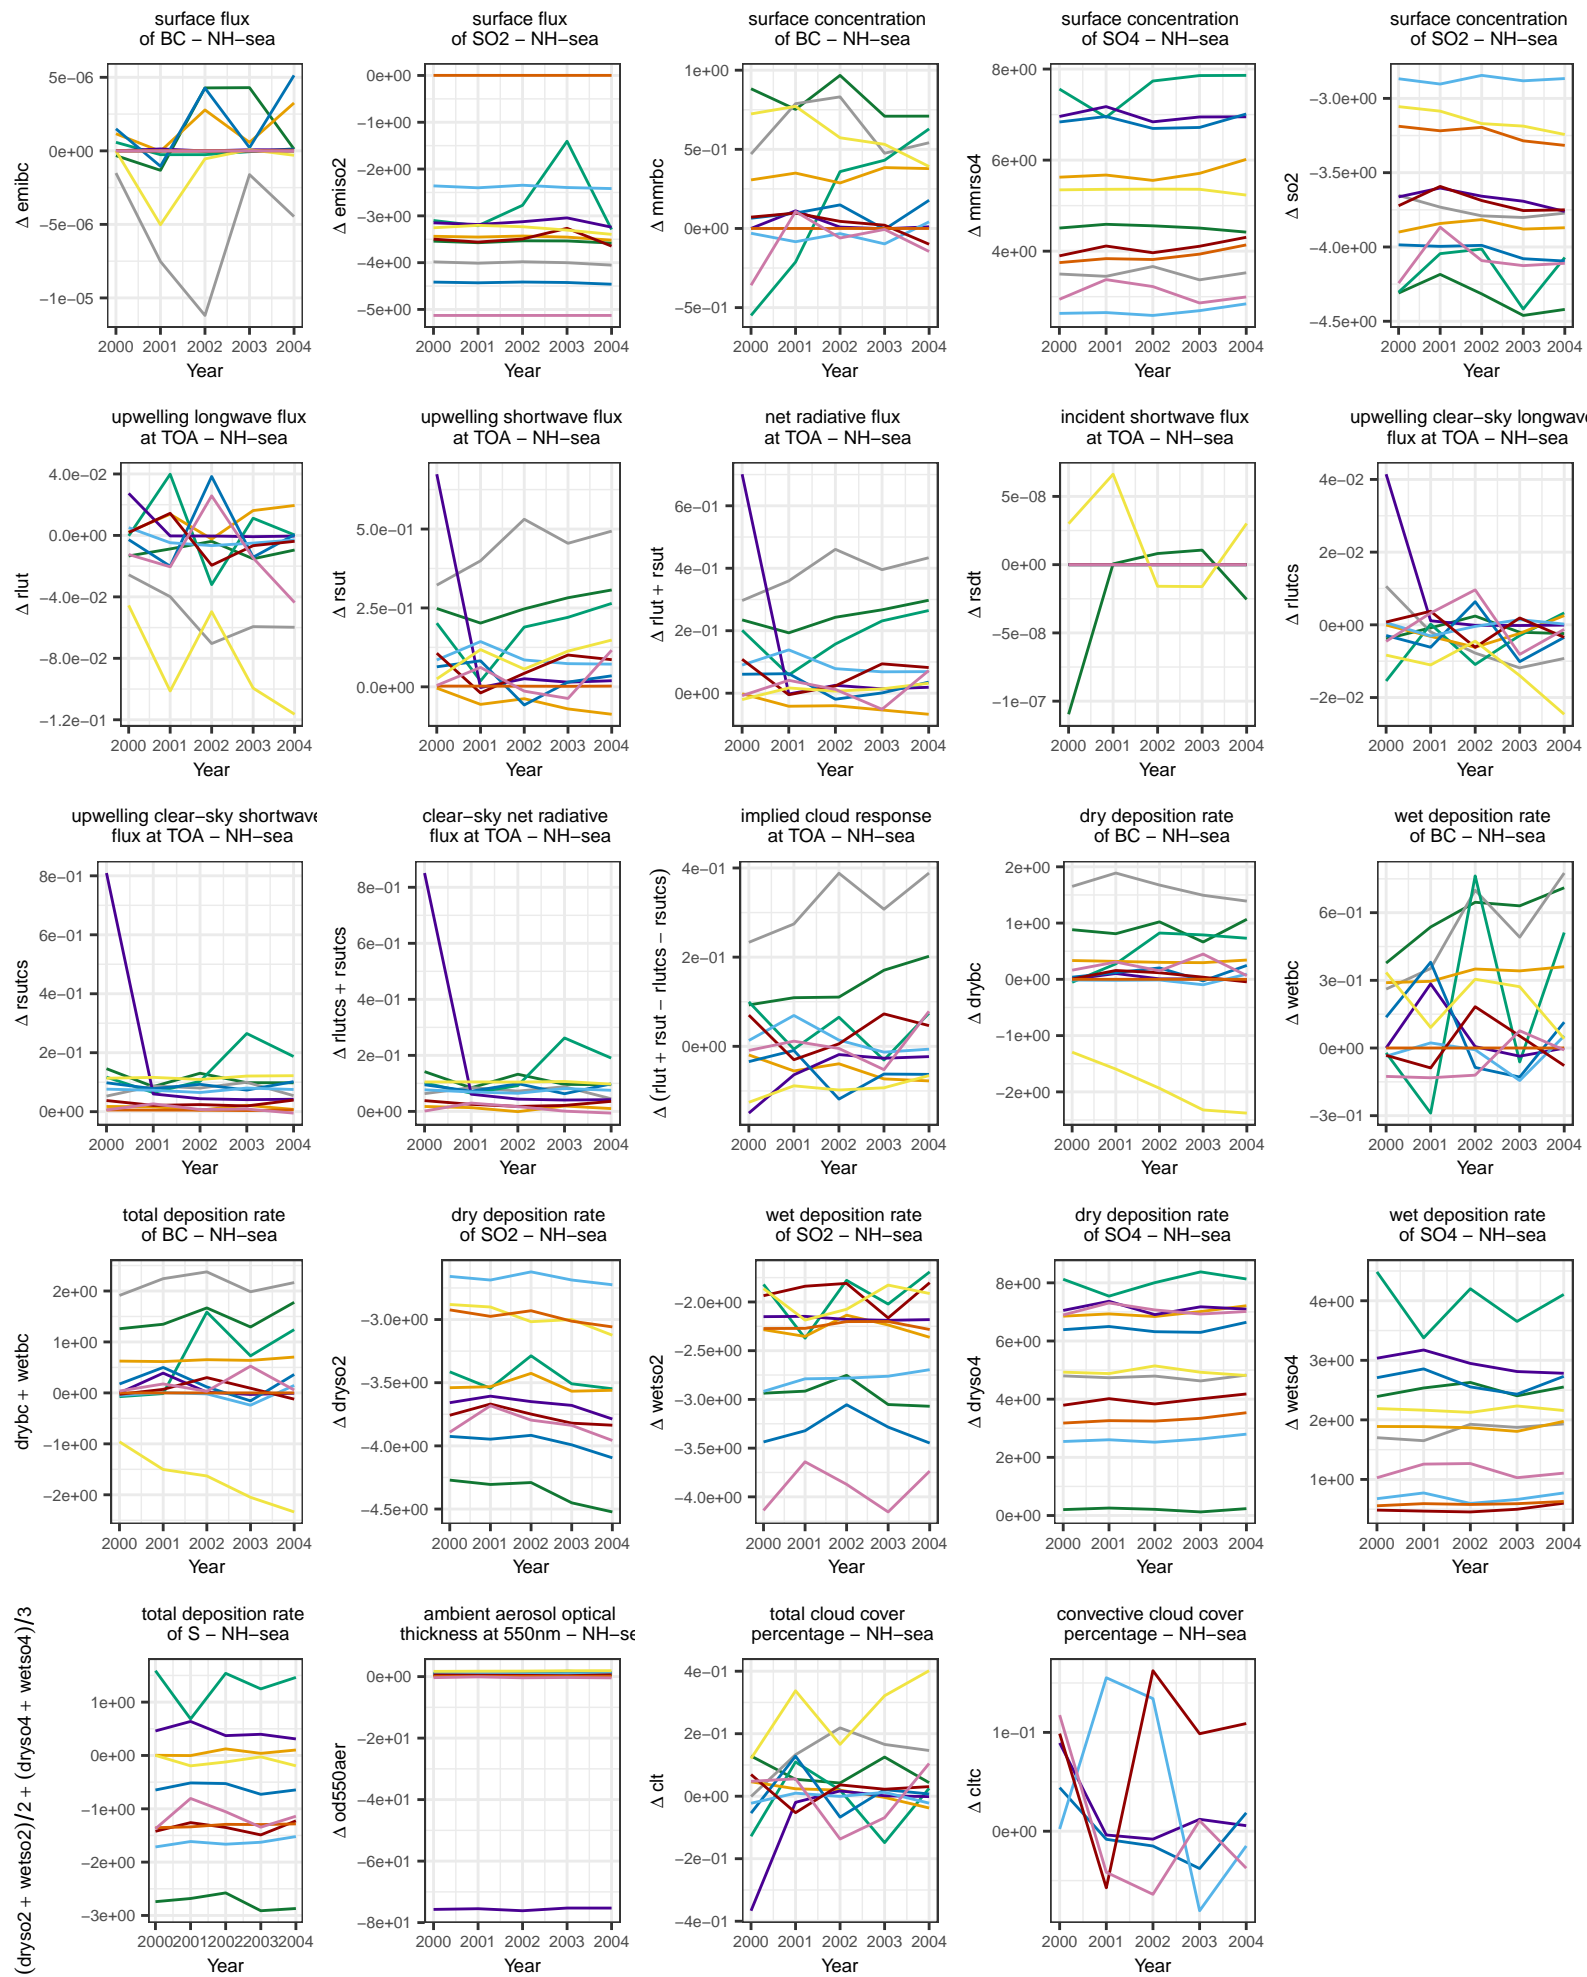 surface flux
of BC − NH−sea
5e−06
0e+00
−5e−06
−1e−05
Δ emibc
2000 2001 2002 2003 2004
Year
surface flux
of SO2 − NH−sea
0e+00
−1e+00
−2e+00
−3e+00
−4e+00
−5e+00
Δ emiso2
2000 2001 2002 2003 2004
Year
surface concentration
of BC − NH−sea
1e+00
5e−01
0e+00
−5e−01
Δ mmrbc
2000 2001 2002 2003 2004
Year
surface concentration
of SO4 − NH−sea
8e+00
6e+00
4e+00
Δ mmrso4
2000 2001 2002 2003 2004
Year
surface concentration
of SO2 − NH−sea
−3.0e+00
−3.5e+00
−4.0e+00
−4.5e+00
Δ so2
2000 2001 2002 2003 2004
Year
upwelling longwave flux
at TOA − NH−sea
4.0e−02
0.0e+00
−4.0e−02
−8.0e−02
−1.2e−01
Δ rlut
2000 2001 2002 2003 2004
Year
upwelling shortwave flux
at TOA − NH−sea
5.0e−01
2.5e−01
0.0e+00
Δ rsut
2000 2001 2002 2003 2004
Year
net radiative flux
at TOA − NH−sea
6e−01
4e−01
2e−01
0e+00
Δ rlut + rsut
2000 2001 2002 2003 2004
Year
incident shortwave flux
at TOA − NH−sea
5e−08
0e+00
−5e−08
−1e−07
Δ rsdt
2000 2001 2002 2003 2004
Year
upwelling clear−sky longwave
flux at TOA − NH−sea
4e−02
2e−02
0e+00
−2e−02
Δ rlutcs
2000 2001 2002 2003 2004
Year
upwelling clear−sky shortwave
flux at TOA − NH−sea
8e−01
6e−01
4e−01
2e−01
0e+00
Δ rsutcs
2000 2001 2002 2003 2004
Year
clear−sky net radiative
flux at TOA − NH−sea
8e−01
6e−01
4e−01
2e−01
0e+00
Δ rlutcs + rsutcs
2000 2001 2002 2003 2004
Year
implied cloud response
at TOA − NH−sea
4e−01
2e−01
0e+00
Δ (rlut + rsut − rlutcs − rsutcs)
2000 2001 2002 2003 2004
Year
dry deposition rate
of BC − NH−sea
2e+00
1e+00
0e+00
−1e+00
−2e+00
Δ drybc
2000 2001 2002 2003 2004
Year
wet deposition rate
of BC − NH−sea
6e−01
3e−01
0e+00
−3e−01
Δ wetbc
2000 2001 2002 2003 2004
Year
total deposition rate
of BC − NH−sea
2e+00
1e+00
0e+00
−1e+00
−2e+00
drybc + wetbc
2000 2001 2002 2003 2004
Year
dry deposition rate
of SO2 − NH−sea
−3.0e+00
−3.5e+00
−4.0e+00
−4.5e+00
Δ dryso2
2000 2001 2002 2003 2004
Year
wet deposition rate
of SO2 − NH−sea
−2.0e+00
−2.5e+00
−3.0e+00
−3.5e+00
−4.0e+00
Δ wetso2
2000 2001 2002 2003 2004
Year
dry deposition rate
of SO4 − NH−sea
8e+00
6e+00
4e+00
2e+00
0e+00
Δ dryso4
2000 2001 2002 2003 2004
Year
wet deposition rate
of SO4 − NH−sea
4e+00
3e+00
2e+00
1e+00
Δ wetso4
2000 2001 2002 2003 2004
Year
total deposition rate
of S − NH−sea
1e+00
0e+00
−1e+00
−2e+00
−3e+00
(dryso2 + wetso2)/2 + (dryso4 + wetso4)/3
2000 2001 2002 2003 2004
Year
ambient aerosol optical
thickness at 550nm − NH−se
0e+00
−2e+01
−4e+01
−6e+01
−8e+01
Δ od550aer
2000 2001 2002 2003 2004
Year
total cloud cover
percentage − NH−sea
4e−01
2e−01
0e+00
−2e−01
−4e−01
Δ clt
2000 2001 2002 2003 2004
Year
convective cloud cover
percentage − NH−sea
1e−01
0e+00
Δ cltc
2000 2001 2002 2003 2004
Year